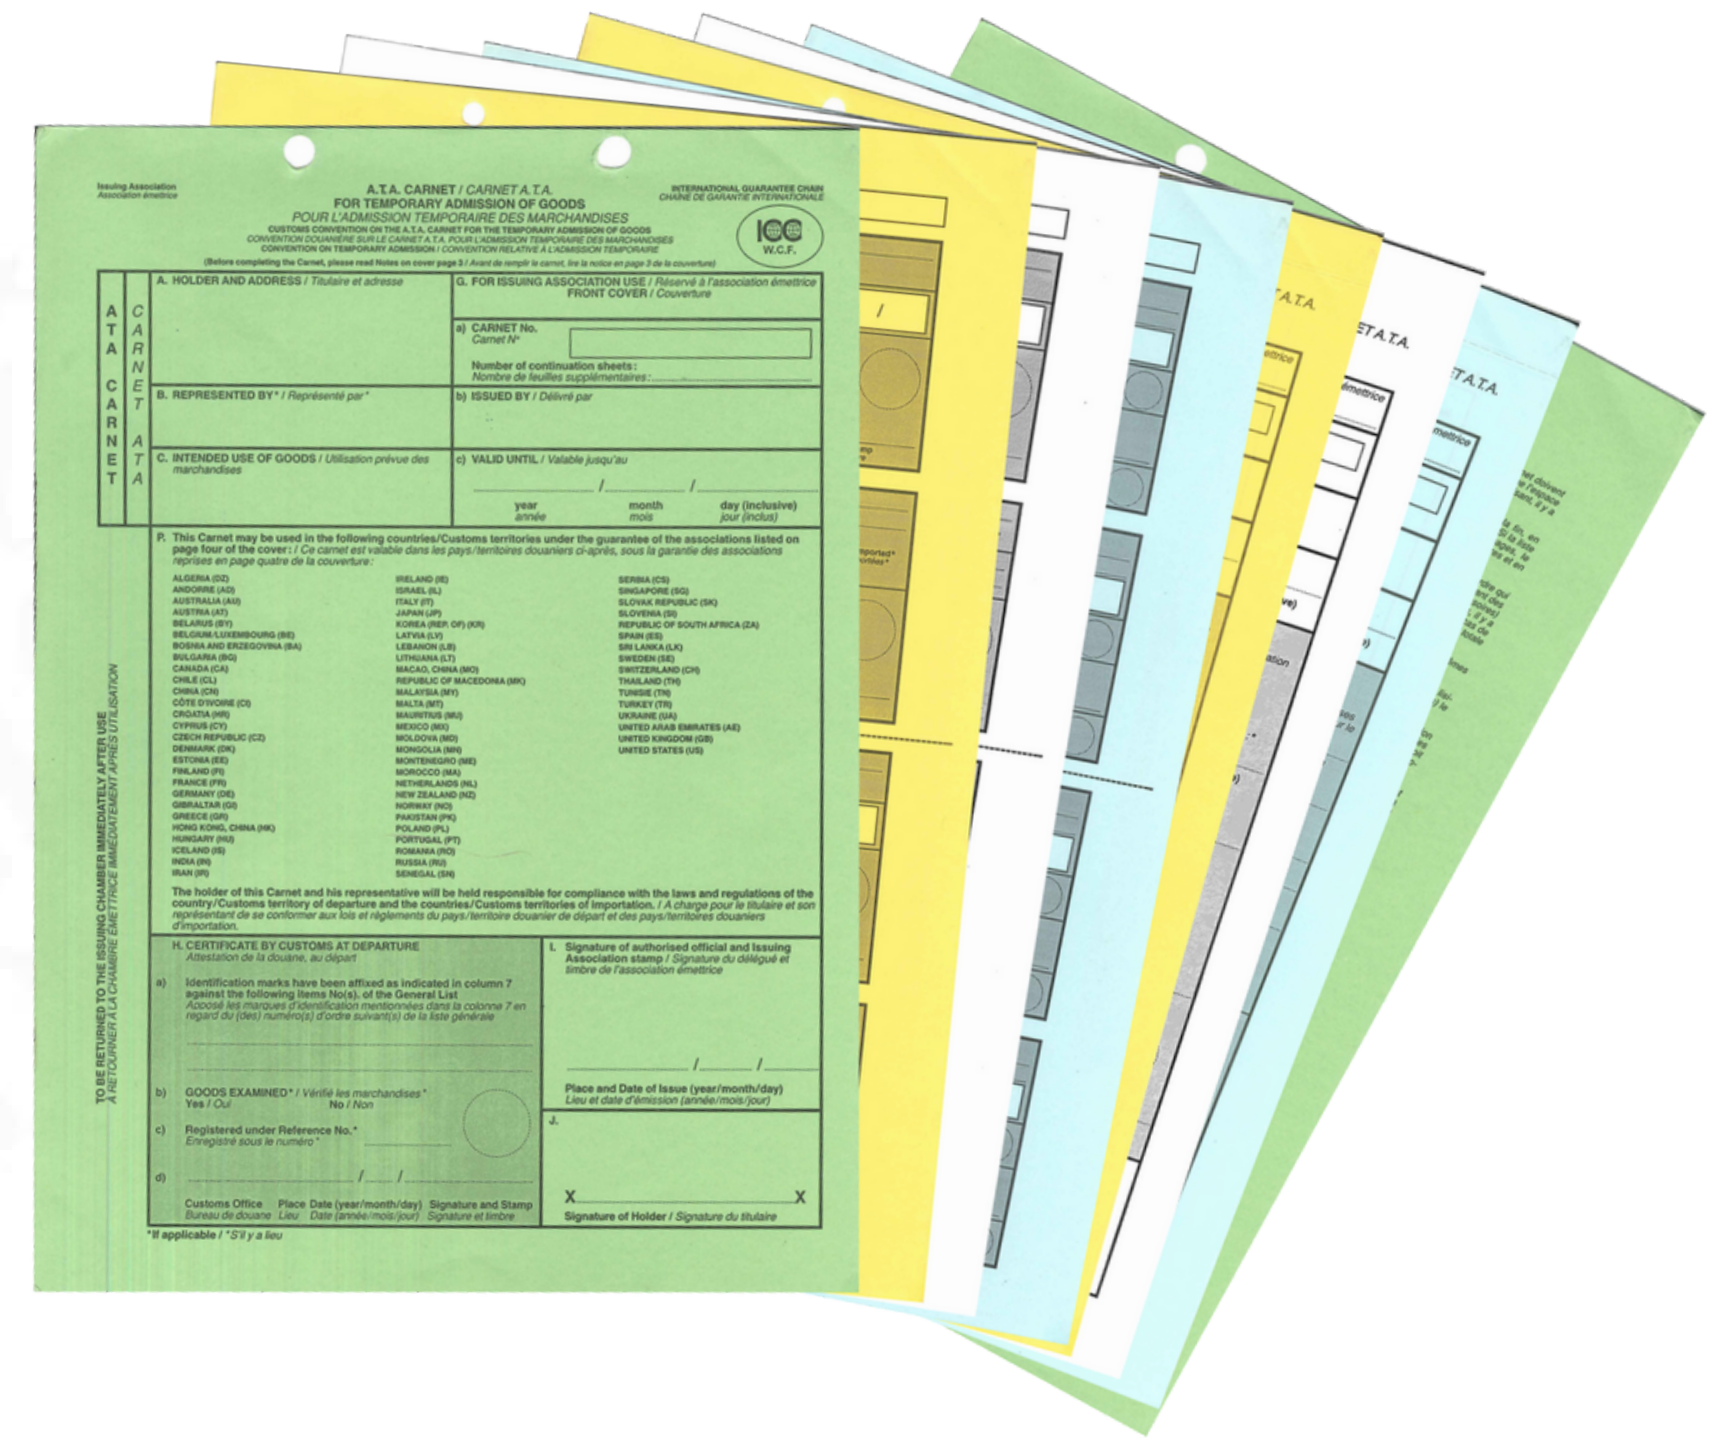 Issuing Association
Association émettrice
A.T.A. CARNET / CARNET A.T.A.
FOR TEMPORARY ADMISSION OF GOODS
POUR L'ADMISSION TEMPORAIRE DES MARCHANDISES
CUSTOMS CONVENTION ON THE A.T.A. CARNET FOR THE TEMPORARY ADMISSION OF GOODS
CONVENTION DOUANIÈRE SUR LE CARNET A.T.A. POUR L'ADMISSION TEMPORAIRE DES MARCHANDISES
CONVENTION ON TEMPORARY ADMISSION / CONVENTION RELATIVE À L'ADMISSION TEMPORAIRE
(Before completing the Carnet, please read Notes on cover page 3 / Avant de remplir le carnet, lire la notice en page 3 de la couverture)
INTERNATIONAL GUARANTEE CHAIN
CHAÎNE DE GARANTIE INTERNATIONALE
ICC
W.C.F.
ATA CARNET
CARNET ATA
A. HOLDER AND ADDRESS / Titulaire et adresse
G. FOR ISSUING ASSOCIATION USE / Réservé à l'association émettrice
FRONT COVER / Couverture
a) CARNET No.
Carnet N°
Number of continuation sheets:
Nombre de feuilles supplémentaires:
B. REPRESENTED BY* / Représenté par*
b) ISSUED BY / Délivré par
C. INTENDED USE OF GOODS / Utilisation prévue des
marchandises
c) VALID UNTIL / Valable jusqu'au
/ /
year month day (inclusive)
année mois jour (inclus)
P. This Carnet may be used in the following countries/Customs territories under the guarantee of the associations listed on
page four of the cover: / Ce carnet est valable dans les pays/territoires douaniers ci-après, sous la garantie des associations
reprises en page quatre de la couverture:
ALGERIA (DZ)
ANDORRE (AD)
AUSTRALIA (AU)
AUSTRIA (AT)
BELARUS (BY)
BELGIUM/LUXEMBOURG (BE)
BOSNIA AND ERZEGOVINA (BA)
BULGARIA (BG)
CANADA (CA)
CHILE (CL)
CHINA (CN)
CÔTE D'IVOIRE (CI)
CROATIA (HR)
CYPRUS (CY)
CZECH REPUBLIC (CZ)
DENMARK (DK)
ESTONIA (EE)
FINLAND (FI)
FRANCE (FR)
GERMANY (DE)
GIBRALTAR (GI)
GREECE (GR)
HONG KONG, CHINA (HK)
HUNGARY (HU)
ICELAND (IS)
INDIA (IN)
IRAN (IR)
IRELAND (IE)
ISRAEL (IL)
ITALY (IT)
JAPAN (JP)
KOREA (REP. OF) (KR)
LATVIA (LV)
LEBANON (LB)
LITHUANA (LT)
MACAO, CHINA (MO)
REPUBLIC OF MACEDONIA (MK)
MALAYSIA (MY)
MALTA (MT)
MAURITIUS (MU)
MEXICO (MX)
MOLDOVA (MD)
MONGOLIA (MN)
MONTENEGRO (ME)
MOROCCO (MA)
NETHERLANDS (NL)
NEW ZEALAND (NZ)
NORWAY (NO)
PAKISTAN (PK)
POLAND (PL)
PORTUGAL (PT)
ROMANIA (RO)
RUSSIA (RU)
SENEGAL (SN)
SERBIA (CS)
SINGAPORE (SG)
SLOVAK REPUBLIC (SK)
SLOVENIA (SI)
REPUBLIC OF SOUTH AFRICA (ZA)
SPAIN (ES)
SRI LANKA (LK)
SWEDEN (SE)
SWITZERLAND (CH)
THAILAND (TH)
TUNISIE (TN)
TURKEY (TR)
UKRAINE (UA)
UNITED ARAB EMIRATES (AE)
UNITED KINGDOM (GB)
UNITED STATES (US)
The holder of this Carnet and his representative will be held responsible for compliance with the laws and regulations of the
country/Customs territory of departure and the countries/Customs territories of importation. / A charge pour le titulaire et son
représentant de se conformer aux lois et règlements du pays/territoire douanier de départ et des pays/territoires douaniers
d'importation.
TO BE RETURNED TO THE ISSUING CHAMBER IMMEDIATELY AFTER USE
A RETOURNER A LA CHAMBRE ÉMETTRICE IMMÉDIATEMENT APRÈS UTILISATION
H. CERTIFICATE BY CUSTOMS AT DEPARTURE
Attestation de la douane, au départ
a) Identification marks have been affixed as indicated in column 7
against the following items No(s). of the General List
Apposé les marques d'identification mentionnées dans la colonne 7 en
regard du (des) numéro(s) d'ordre suivant(s) de la liste générale
b) GOODS EXAMINED* / Vérifié les marchandises*
Yes / Oui No / Non
c) Registered under Reference No.*
Enregistré sous le numéro*
d) / /
Customs Office Place Date (year/month/day) Signature and Stamp
Bureau de douane Lieu Date (année/mois/jour) Signature et timbre
I. Signature of authorised official and Issuing
Association stamp / Signature du délégué et
timbre de l'association émettrice
/ /
Place and Date of Issue (year/month/day)
Lieu et date d'émission (année/mois/jour)
J.
X X
Signature of Holder / Signature du titulaire
*If applicable / *S'il y a lieu
/
A.T.A.
ET A.T.A.
A.T.A.
émettrice